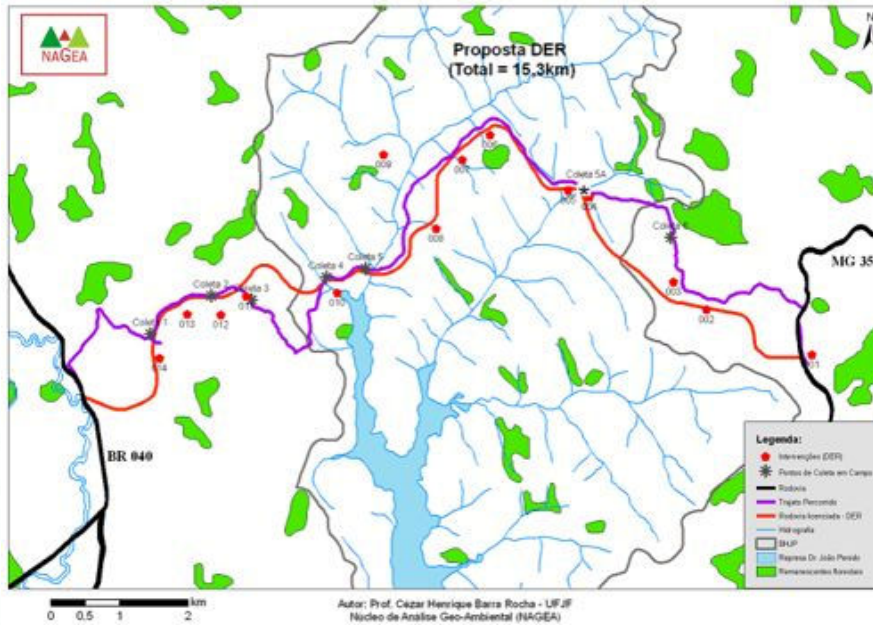 NAGEA
Proposta DER
(Total = 15,3km)
N
Coleta 5A
009
007
006
005
004
008
Coleta 6
Coleta 5
Coleta 4
Coleta 2
Coleta 3
Coleta 1
MG 35
010
013
012
014
003
002
BR 040
Legenda:
Intervenções (DER)
Pontos de Coleta em Campo
Rodovia
Trajeto Percorrido
Rodovia licenciada - DER
Hidrografia
BHJP
Represa Dr. João Penido
Remanescentes florestais
km
0 0.5 1 2
Autor: Prof. Cézar Henrique Barra Rocha - UFJF
Núcleo de Análise Geo-Ambiental (NAGEA)